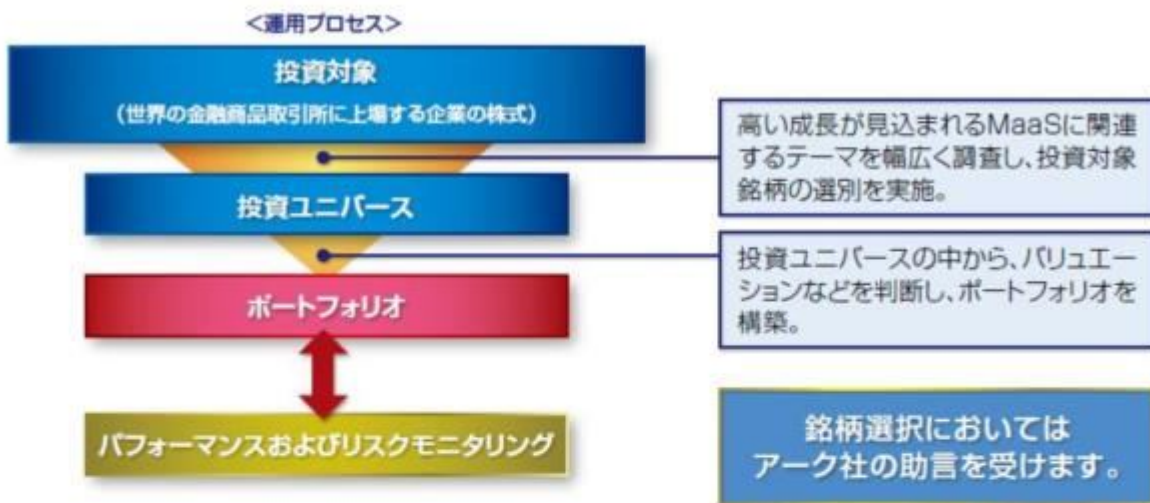 <運用プロセス>
投資対象
(世界の金融商品取引所に上場する企業の株式)
高い成長が見込まれるMaaSに関連
するテーマを幅広く調査し、投資対象
銘柄の選別を実施。
投資ユニバース
投資ユニバースの中から、バリュエー
ションなどを判断し、ポートフォリオを
構築。
ポートフォリオ
パフォーマンスおよびリスクモニタリング
銘柄選択においては
アーク社の助言を受けます。